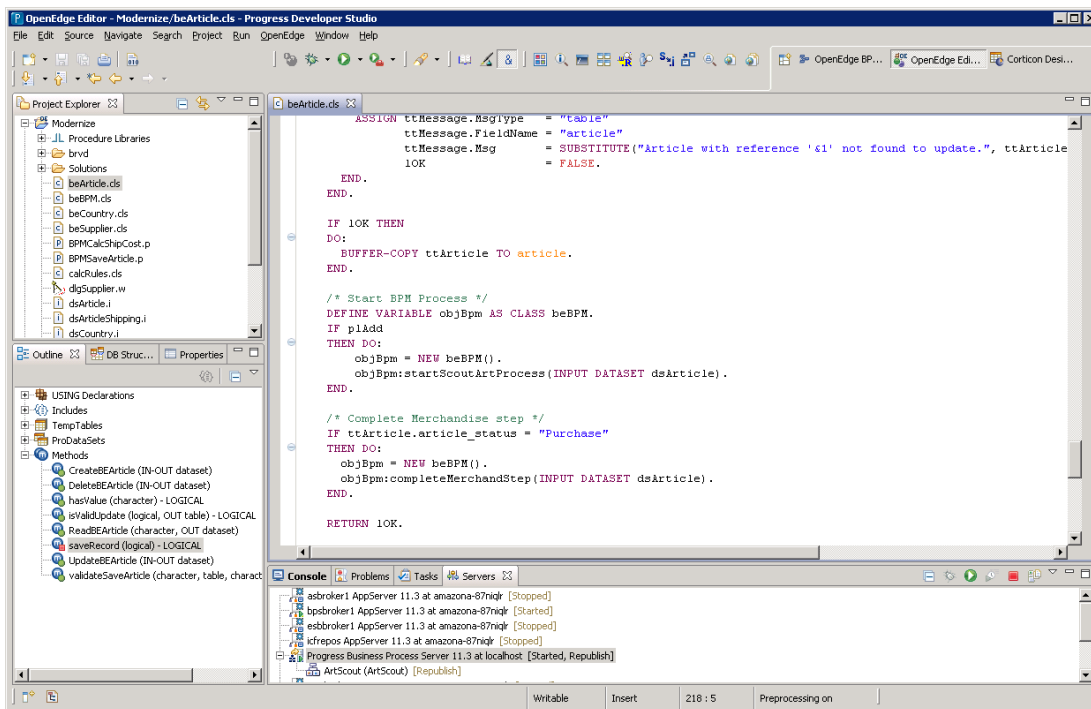 OpenEdge Editor - Modernize/beArticle.cls - Progress Developer Studio
File Edit Source Navigate Search Project Run OpenEdge Window Help
OpenEdge BP... OpenEdge Edi... Corticon Desi...
Project Explorer
Modernize
Procedure Libraries
brvd
Solutions
beArticle.cls
beBPM.cls
beCountry.cls
beSupplier.cls
BPMCalcShipCost.p
BPMSaveArticle.p
calcRules.cls
dlgSupplier.w
dsArticle.i
dsArticleShipping.i
dsCountry.i
Outline DB Struc... Properties
USING Declarations
Includes
TempTables
ProDataSets
Methods
CreateBEArticle (IN-OUT dataset)
DeleteBEArticle (IN-OUT dataset)
hasValue (character) - LOGICAL
isValidUpdate (logical, OUT table) - LOGICAL
ReadBEArticle (character, OUT dataset)
saveRecord (logical) - LOGICAL
UpdateBEArticle (IN-OUT dataset)
validateSaveArticle (character, table, charact
beArticle.cls
ASSIGN ttMessage.MsgType = "table"
ttMessage.FieldName = "article"
ttMessage.Msg = SUBSTITUTE("Article with reference '&1' not found to update.", ttArticle
lOK = FALSE.
END.
END.
IF lOK THEN
DO:
BUFFER-COPY ttArticle TO article.
END.
/* Start BPM Process */
DEFINE VARIABLE objBpm AS CLASS beBPM.
IF plAdd
THEN DO:
objBpm = NEW beBPM().
objBpm:startScoutArtProcess(INPUT DATASET dsArticle).
END.
/* Complete Merchandise step */
IF ttArticle.article_status = "Purchase"
THEN DO:
objBpm = NEW beBPM().
objBpm:completeMerchandStep(INPUT DATASET dsArticle).
END.
RETURN lOK.
Console Problems Tasks Servers
asbroker1 AppServer 11.3 at amazona-87niqlr [Stopped]
bpsbroker1 AppServer 11.3 at amazona-87niqlr [Started]
esbbroker1 AppServer 11.3 at amazona-87niqlr [Stopped]
icfrepos AppServer 11.3 at amazona-87niqlr [Stopped]
Progress Business Process Server 11.3 at localhost [Started, Republish]
ArtScout (ArtScout) [Republish]
Writable Insert 218 : 5 Preprocessing on